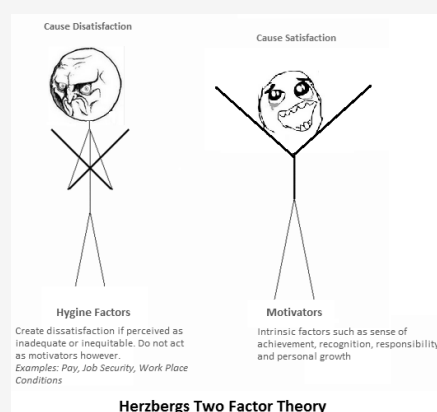 Cause Disatisfaction
Cause Satisfaction
Hygine Factors
Create dissatisfaction if perceived as
inadequate or inequitable. Do not act
as motivators however.
Examples: Pay, Job Security, Work Place
Conditions
Motivators
Intrinsic factors such as sense of
achievement, recognition, responsibility
and personal growth
Herzbergs Two Factor Theory